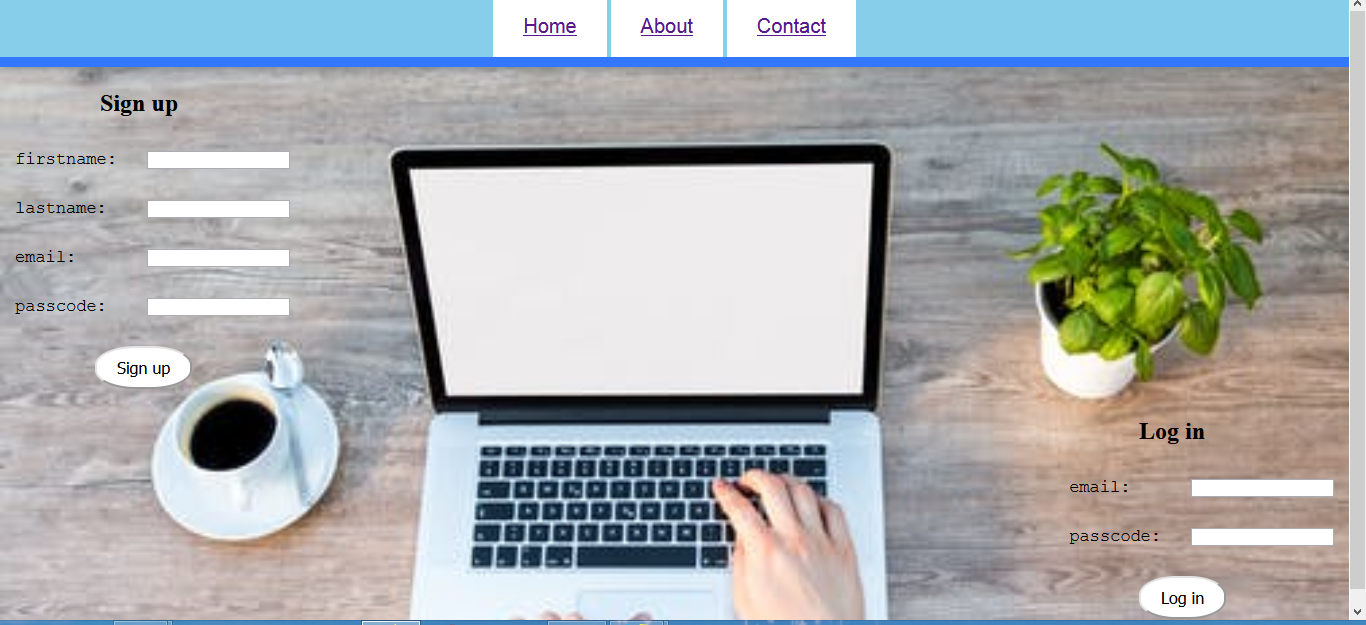 Home About Contact
Sign up
firstname:
lastname:
email:
passcode:
Sign up
Log in
email:
passcode:
Log in